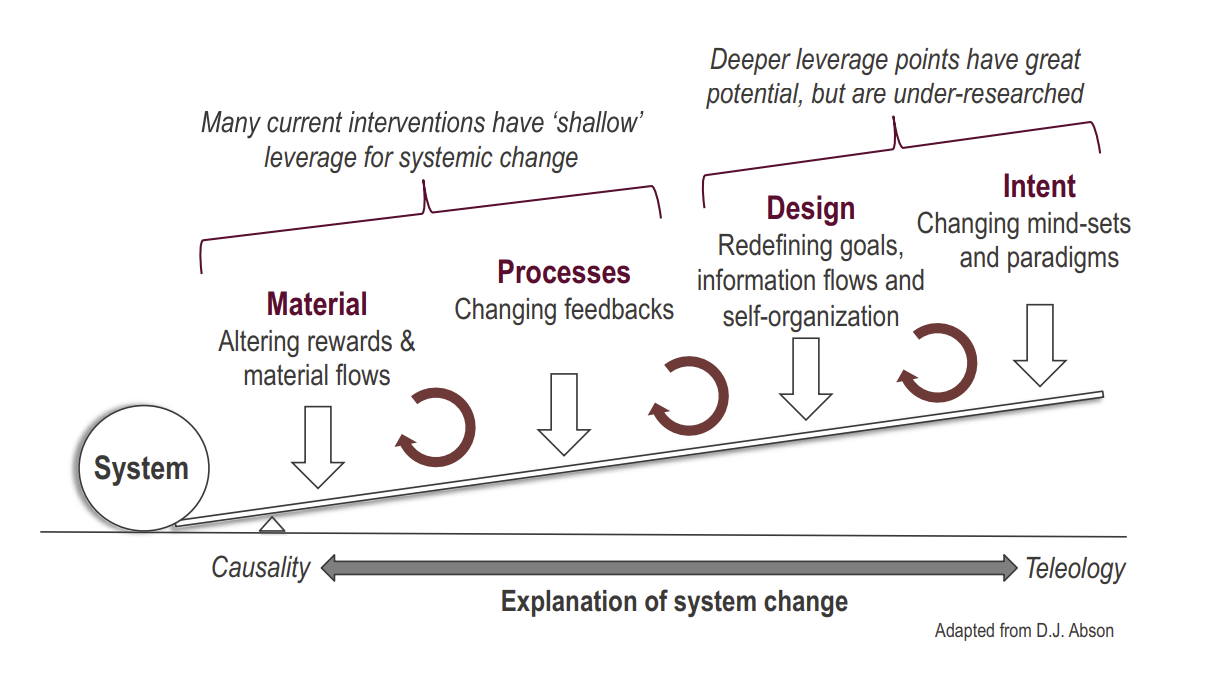 Deeper leverage points have great
potential, but are under-researched
Many current interventions have ‘shallow’
leverage for systemic change
Intent
Changing mind-sets
and paradigms
Design
Redefining goals,
information flows and
self-organization
Processes
Changing feedbacks
Material
Altering rewards &
material flows
System
Causality
Teleology
Explanation of system change
Adapted from D.J. Abson